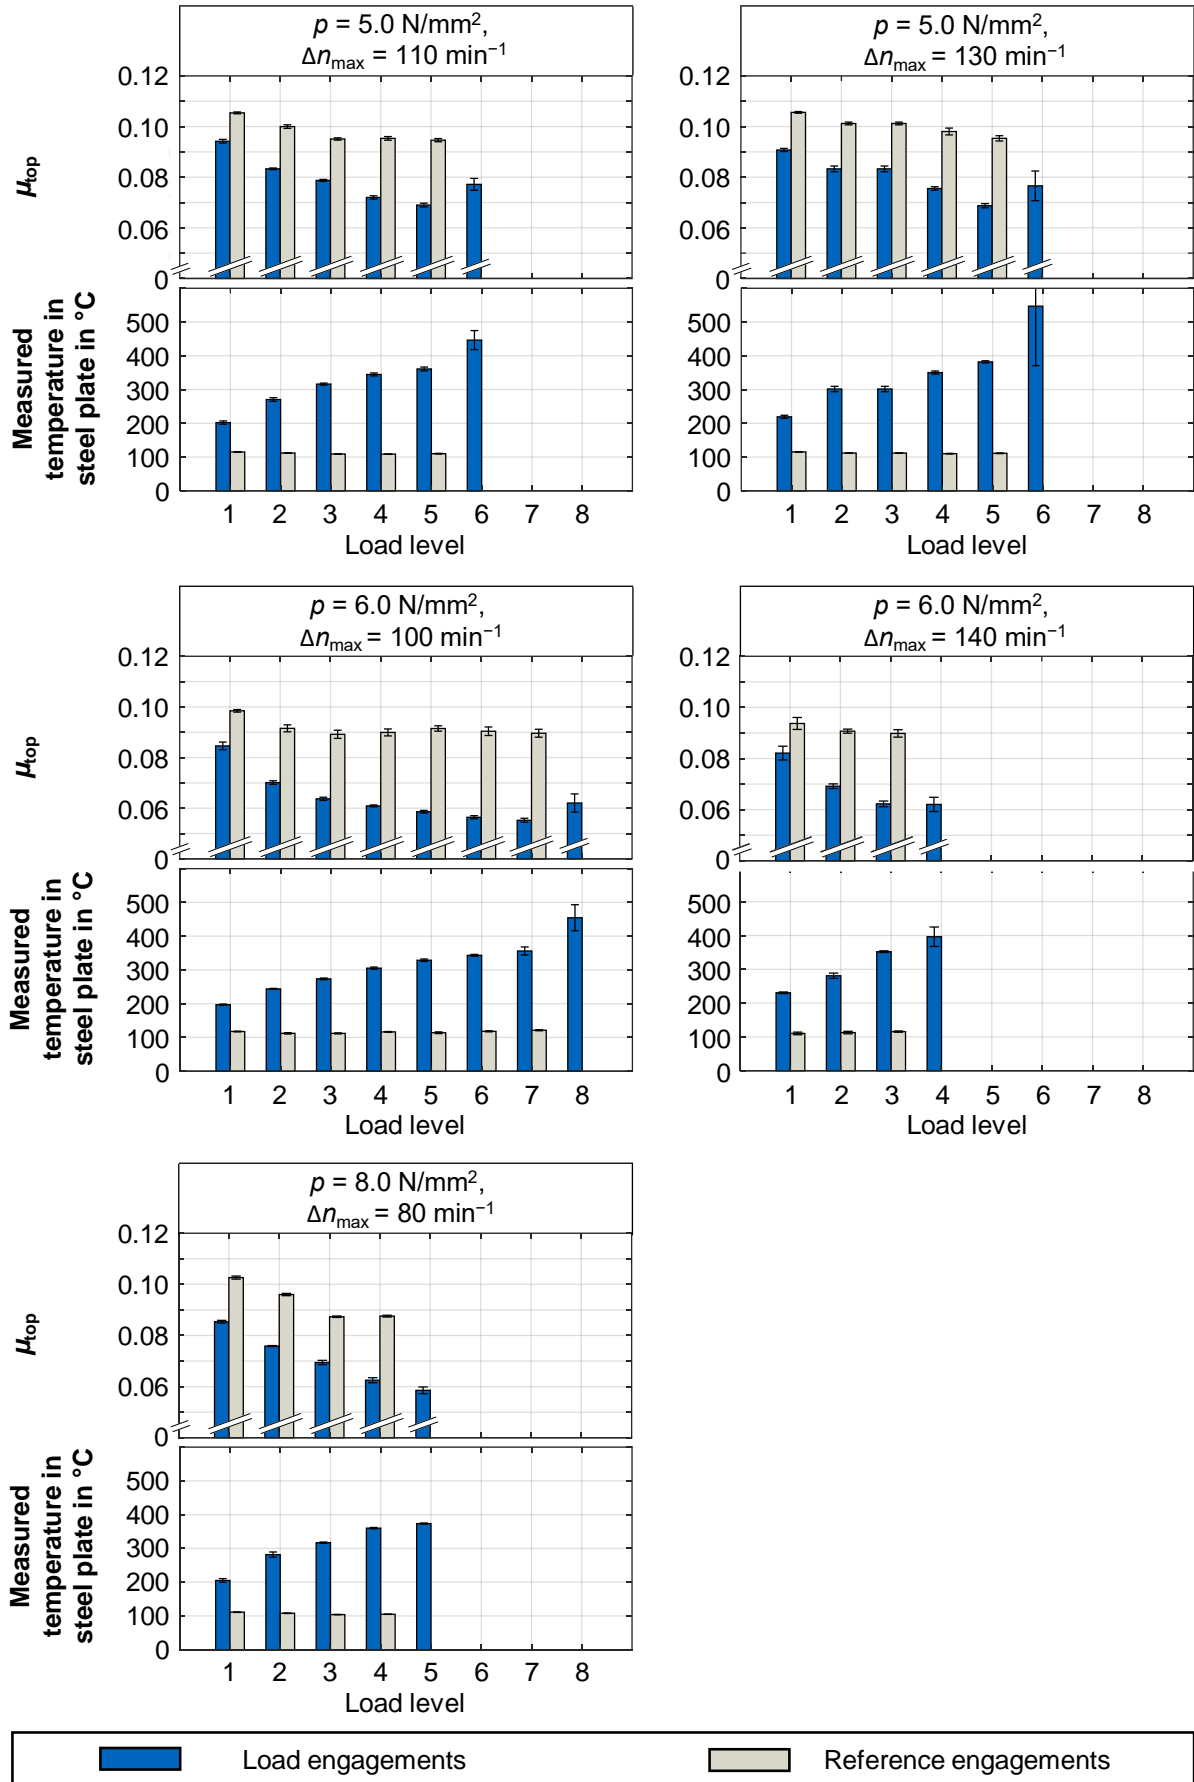 p = 5.0 N/mm²,
Δnmax = 110 min⁻¹
0.12
0.10
0.08
0.06
0
μtop
500
400
300
200
100
0
Measured
temperature in
steel plate in °C
1 2 3 4 5 6 7 8
Load level
p = 5.0 N/mm²,
Δnmax = 130 min⁻¹
0.12
0.10
0.08
0.06
0
500
400
300
200
100
0
1 2 3 4 5 6 7 8
Load level
p = 6.0 N/mm²,
Δnmax = 100 min⁻¹
0.12
0.10
0.08
0.06
0
μtop
500
400
300
200
100
0
Measured
temperature in
steel plate in °C
1 2 3 4 5 6 7 8
Load level
p = 6.0 N/mm²,
Δnmax = 140 min⁻¹
0.12
0.10
0.08
0.06
0
500
400
300
200
100
0
1 2 3 4 5 6 7 8
Load level
p = 8.0 N/mm²,
Δnmax = 80 min⁻¹
0.12
0.10
0.08
0.06
0
μtop
500
400
300
200
100
0
Measured
temperature in
steel plate in °C
1 2 3 4 5 6 7 8
Load level
Load engagements
Reference engagements